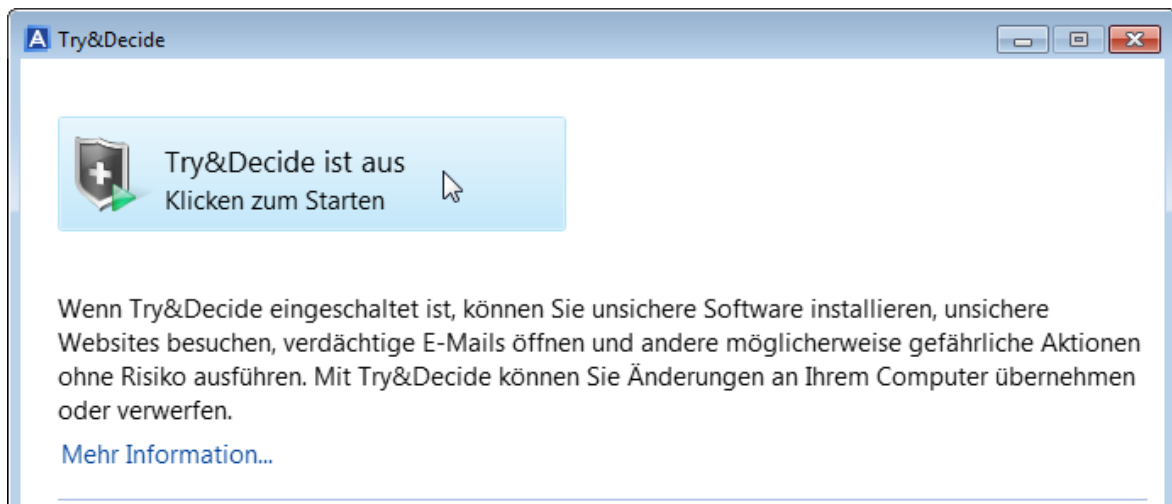 Try&Decide
Try&Decide ist aus
Klicken zum Starten
Wenn Try&Decide eingeschaltet ist, können Sie unsichere Software installieren, unsichere
Websites besuchen, verdächtige E-Mails öffnen und andere möglicherweise gefährliche Aktionen
ohne Risiko ausführen. Mit Try&Decide können Sie Änderungen an Ihrem Computer übernehmen
oder verwerfen.
Mehr Information...